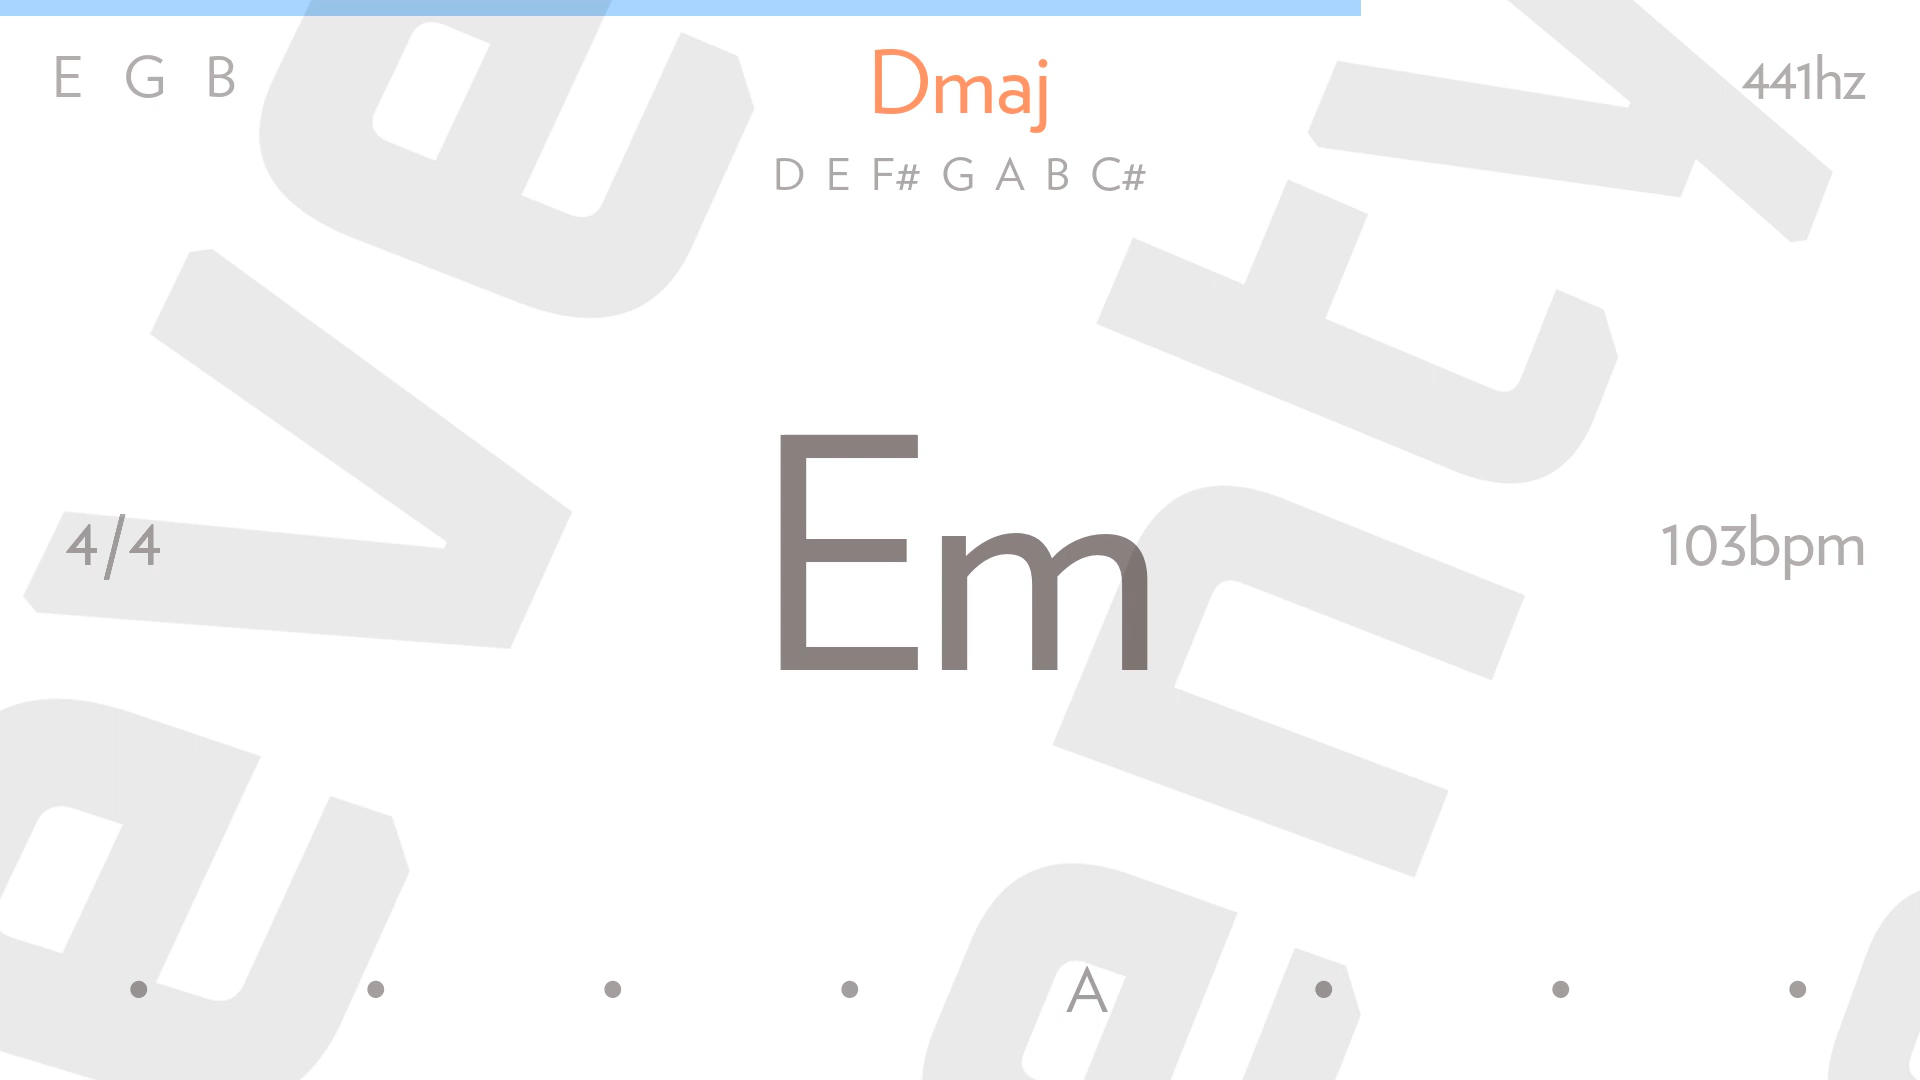 E G B
Dmaj
441hz
D E F# G A B C#
Em
4/4
103bpm
A